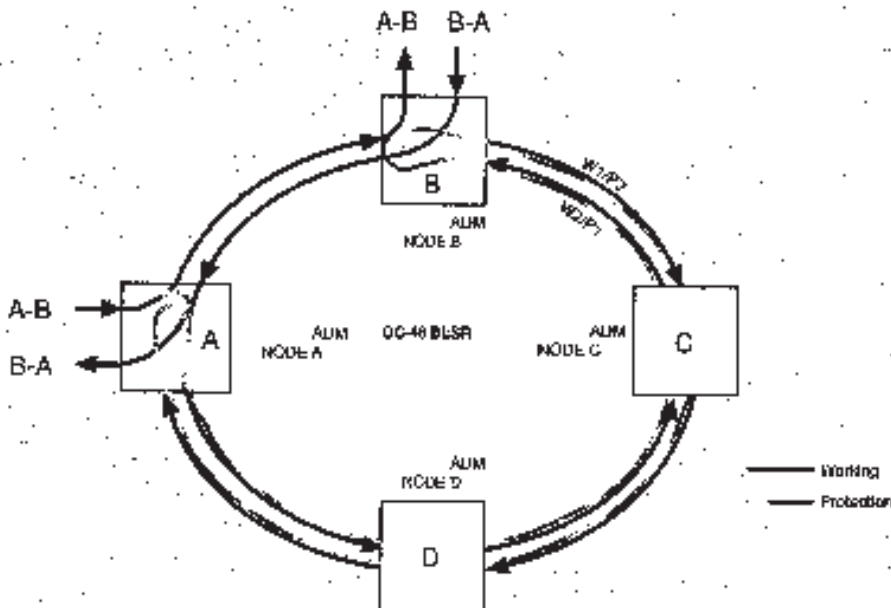 A-B B-A
B
W1/P2
W2/P1
ADM
NODE B
A-B
B-A
A
ADM
NODE A
OC-48 BLSR
ADM
NODE C
C
ADM
NODE D
D
Working
Protection